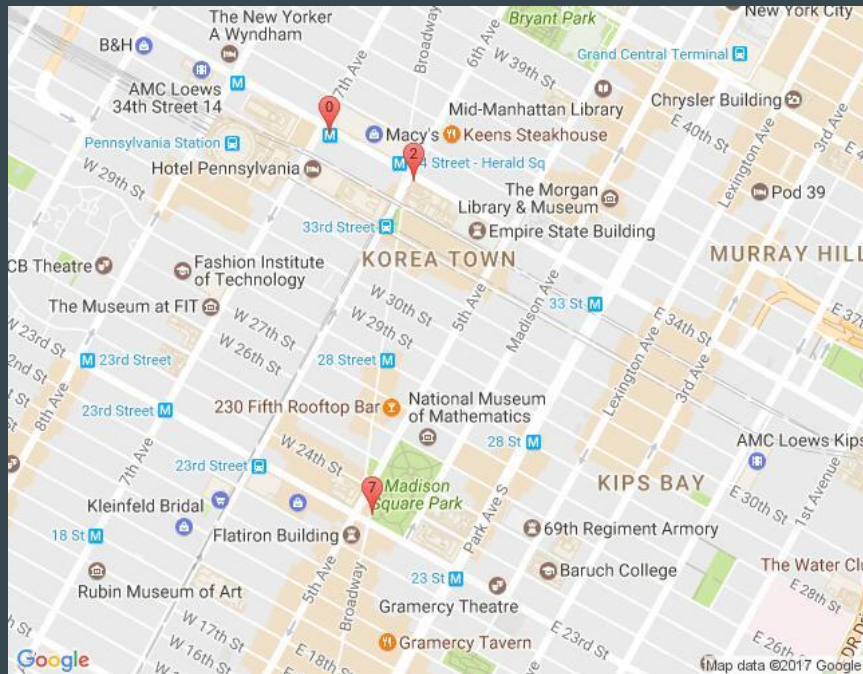 The New Yorker
A Wyndham
B&H
AMC Loews
34th Street 14
7th Ave
Broadway
6th Ave
Bryant Park
New York City
Grand Central Terminal
W 39th St
Chrysler Building
Mid-Manhattan Library
E 40th St
3rd Ave
Lexington Ave
0
M
Macy's
Keens Steakhouse
Pennsylvania Station
2
4 Street - Herald Sq
Hotel Pennsylvania
W 29th St
The Morgan
Library & Museum
Pod 39
33rd Street
Empire State Building
KOREA TOWN
MURRAY HILL
CB Theatre
Fashion Institute
of Technology
The Museum at FIT
W 30th St
W 29th St
5th Ave
Madison Ave
33 St
E 34th St
E 37th
W 27th St
W 26th St
W 23rd St
23rd Street
28 Street
Lexington Ave
3rd Ave
8th Ave
23rd Street
230 Fifth Rooftop Bar
National Museum
of Mathematics
28 St
AMC Loews Kips
7th Ave
23rd Street
W 24th St
KIPS BAY
7
Madison
Square Park
Park Ave S
E 30th St
1st Avenue
Kleinfeld Bridal
18 St
Flatiron Building
69th Regiment Armory
Rubin Museum of Art
5th Ave
Broadway
23 St
Baruch College
The Water Clu
Gramercy Theatre
E 28th St
W 17th St
W 16th St
E 18th St
Gramercy Tavern
E 23rd St
E 26th St
FDR Dr
Google
Map data ©2017 Google